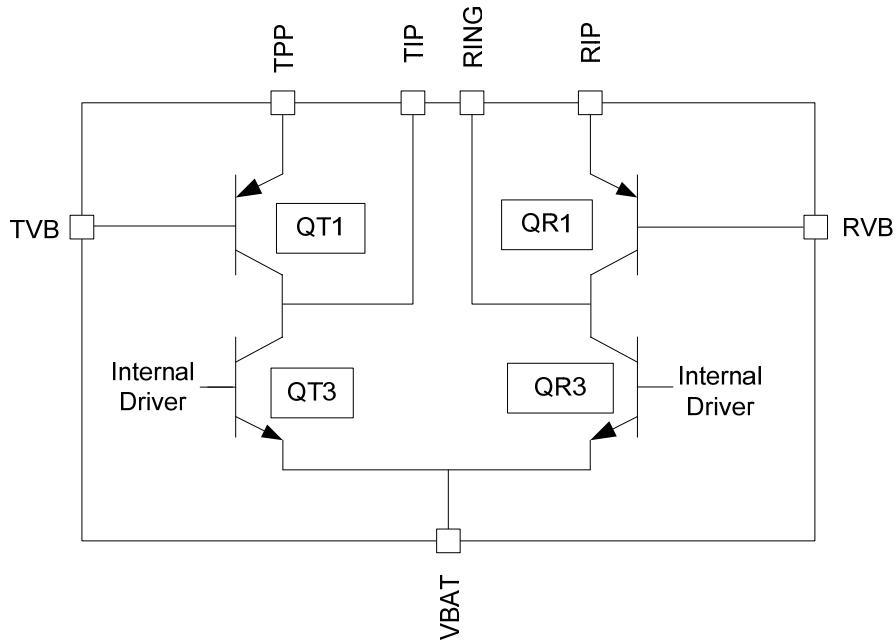 TPP
TIP
RING
RIP
TVB
QT1
QR1
RVB
Internal
Driver
QT3
QR3
Internal
Driver
VBAT